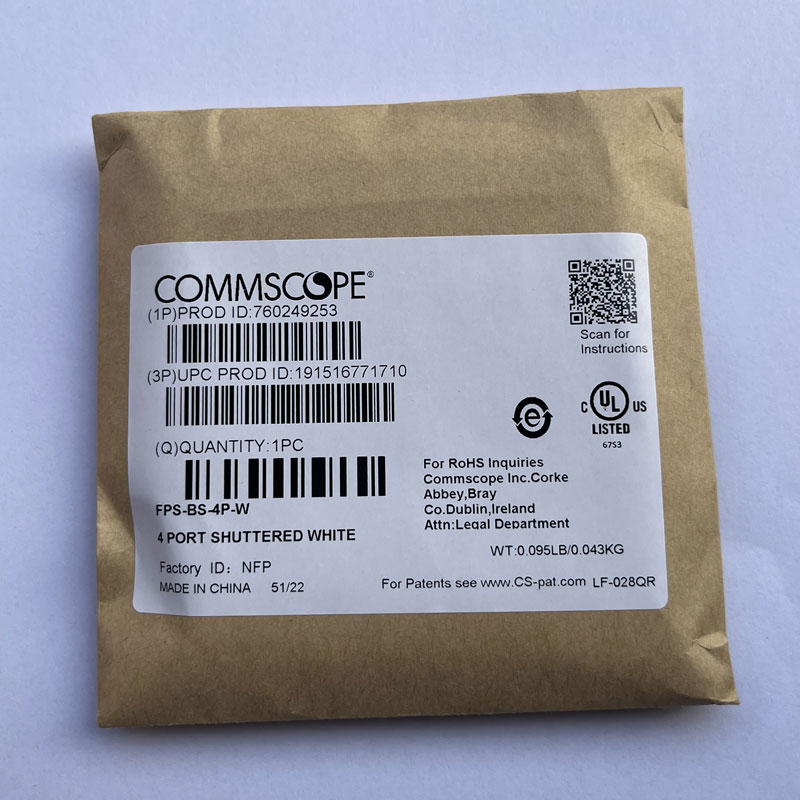 COMMSCOPE®
(1P)PROD ID:760249253
(3P)UPC PROD ID:191516771710
(Q)QUANTITY:1PC
FPS-BS-4P-W
4 PORT SHUTTERED WHITE
Factory ID: NFP
MADE IN CHINA 51/22
Scan for
Instructions
e
C UL US
LISTED
67S3
For RoHS Inquiries
Commscope Inc.Corke
Abbey,Bray
Co.Dublin,Ireland
Attn:Legal Department
WT:0.095LB/0.043KG
For Patents see www.CS-pat.com LF-028QR